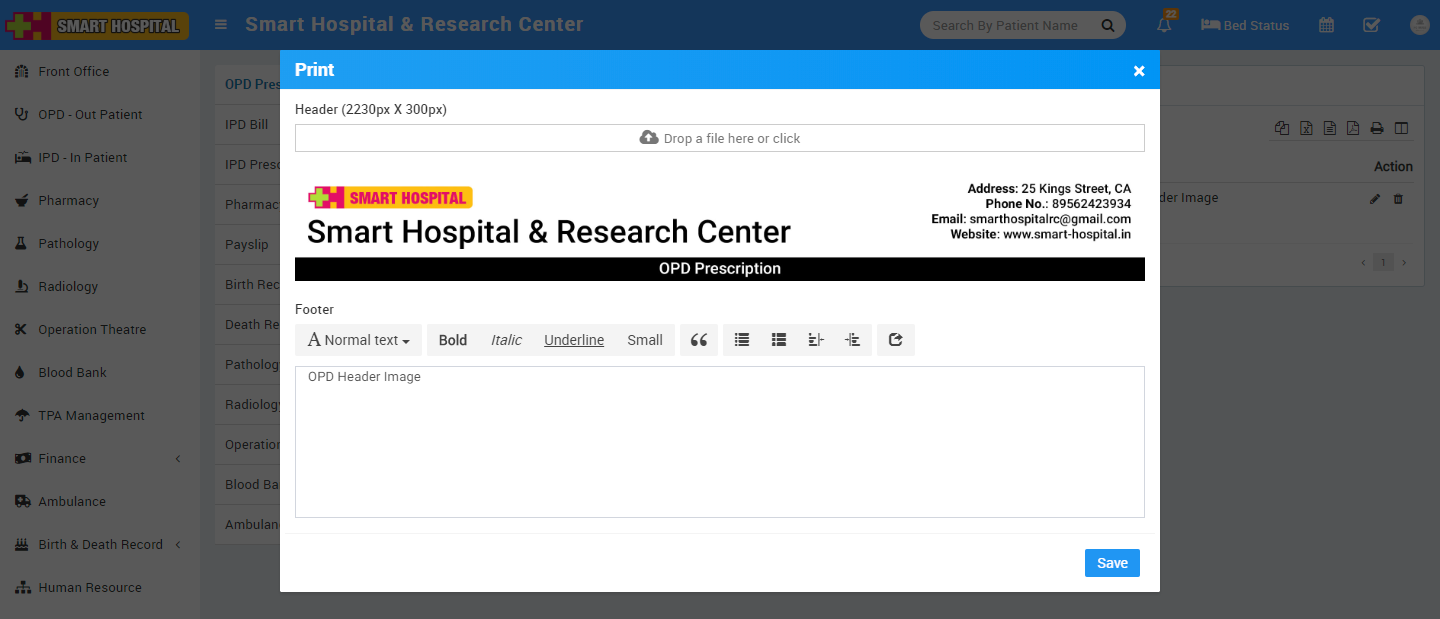 SMART HOSPITAL
Smart Hospital & Research Center
Search By Patient Name
22
Bed Status
Front Office
OPD - Out Patient
IPD - In Patient
Pharmacy
Pathology
Radiology
Operation Theatre
Blood Bank
TPA Management
Finance
Ambulance
Birth & Death Record
Human Resource
OPD Pres
IPD Bill
IPD Presc
Pharmac
Payslip
Birth Rec
Death Re
Patholog
Radiology
Operation
Blood Ba
Ambulan
Print
×
Header (2230px X 300px)
Drop a file here or click
SMART HOSPITAL
Smart Hospital & Research Center
Address: 25 Kings Street, CA
Phone No.: 89562423934
Email: smarthospitalrc@gmail.com
Website: www.smart-hospital.in
OPD Prescription
Footer
A Normal text
Bold
Italic
Underline
Small
OPD Header Image
Save
Action
der Image
1